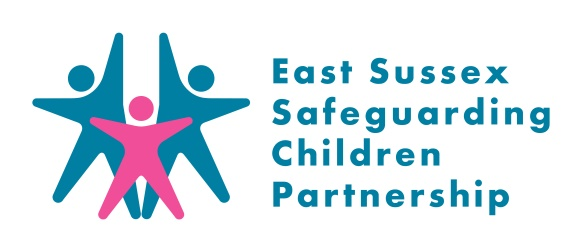 East Sussex
Safeguarding
Children
Partnership